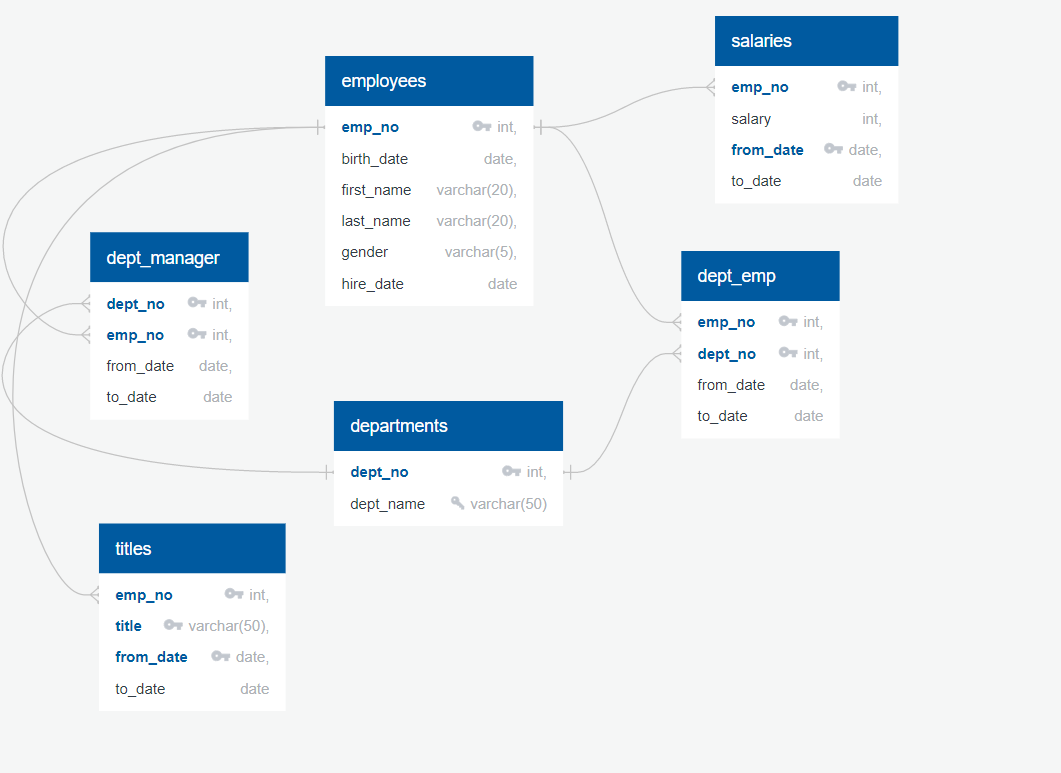 salaries
emp_no int,
salary int,
from_date date,
to_date date
employees
emp_no int,
birth_date date,
first_name varchar(20),
last_name varchar(20),
gender varchar(5),
hire_date date
dept_manager
dept_no int,
emp_no int,
from_date date,
to_date date
dept_emp
emp_no int,
dept_no int,
from_date date,
to_date date
departments
dept_no int,
dept_name varchar(50)
titles
emp_no int,
title varchar(50),
from_date date,
to_date date